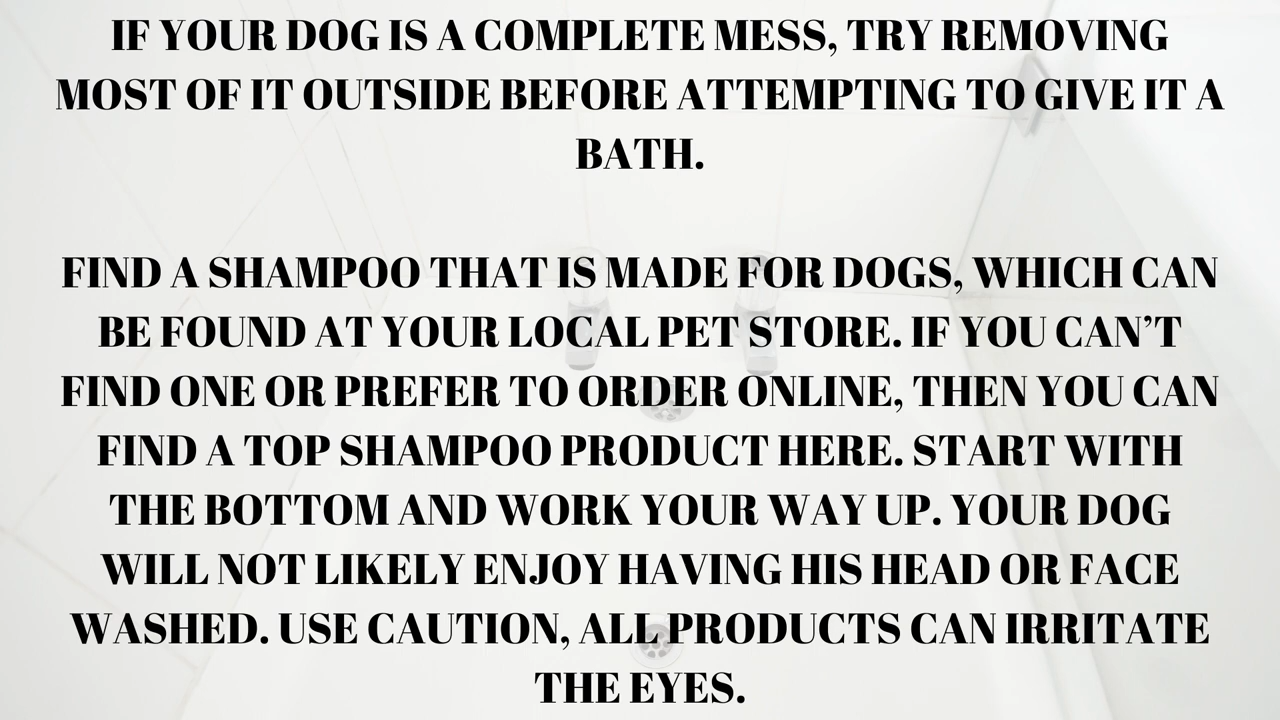 IF YOUR DOG IS A COMPLETE MESS, TRY REMOVING
MOST OF IT OUTSIDE BEFORE ATTEMPTING TO GIVE IT A
BATH.
FIND A SHAMPOO THAT IS MADE FOR DOGS, WHICH CAN
BE FOUND AT YOUR LOCAL PET STORE. IF YOU CAN’T
FIND ONE OR PREFER TO ORDER ONLINE, THEN YOU CAN
FIND A TOP SHAMPOO PRODUCT HERE. START WITH
THE BOTTOM AND WORK YOUR WAY UP. YOUR DOG
WILL NOT LIKELY ENJOY HAVING HIS HEAD OR FACE
WASHED. USE CAUTION, ALL PRODUCTS CAN IRRITATE
THE EYES.